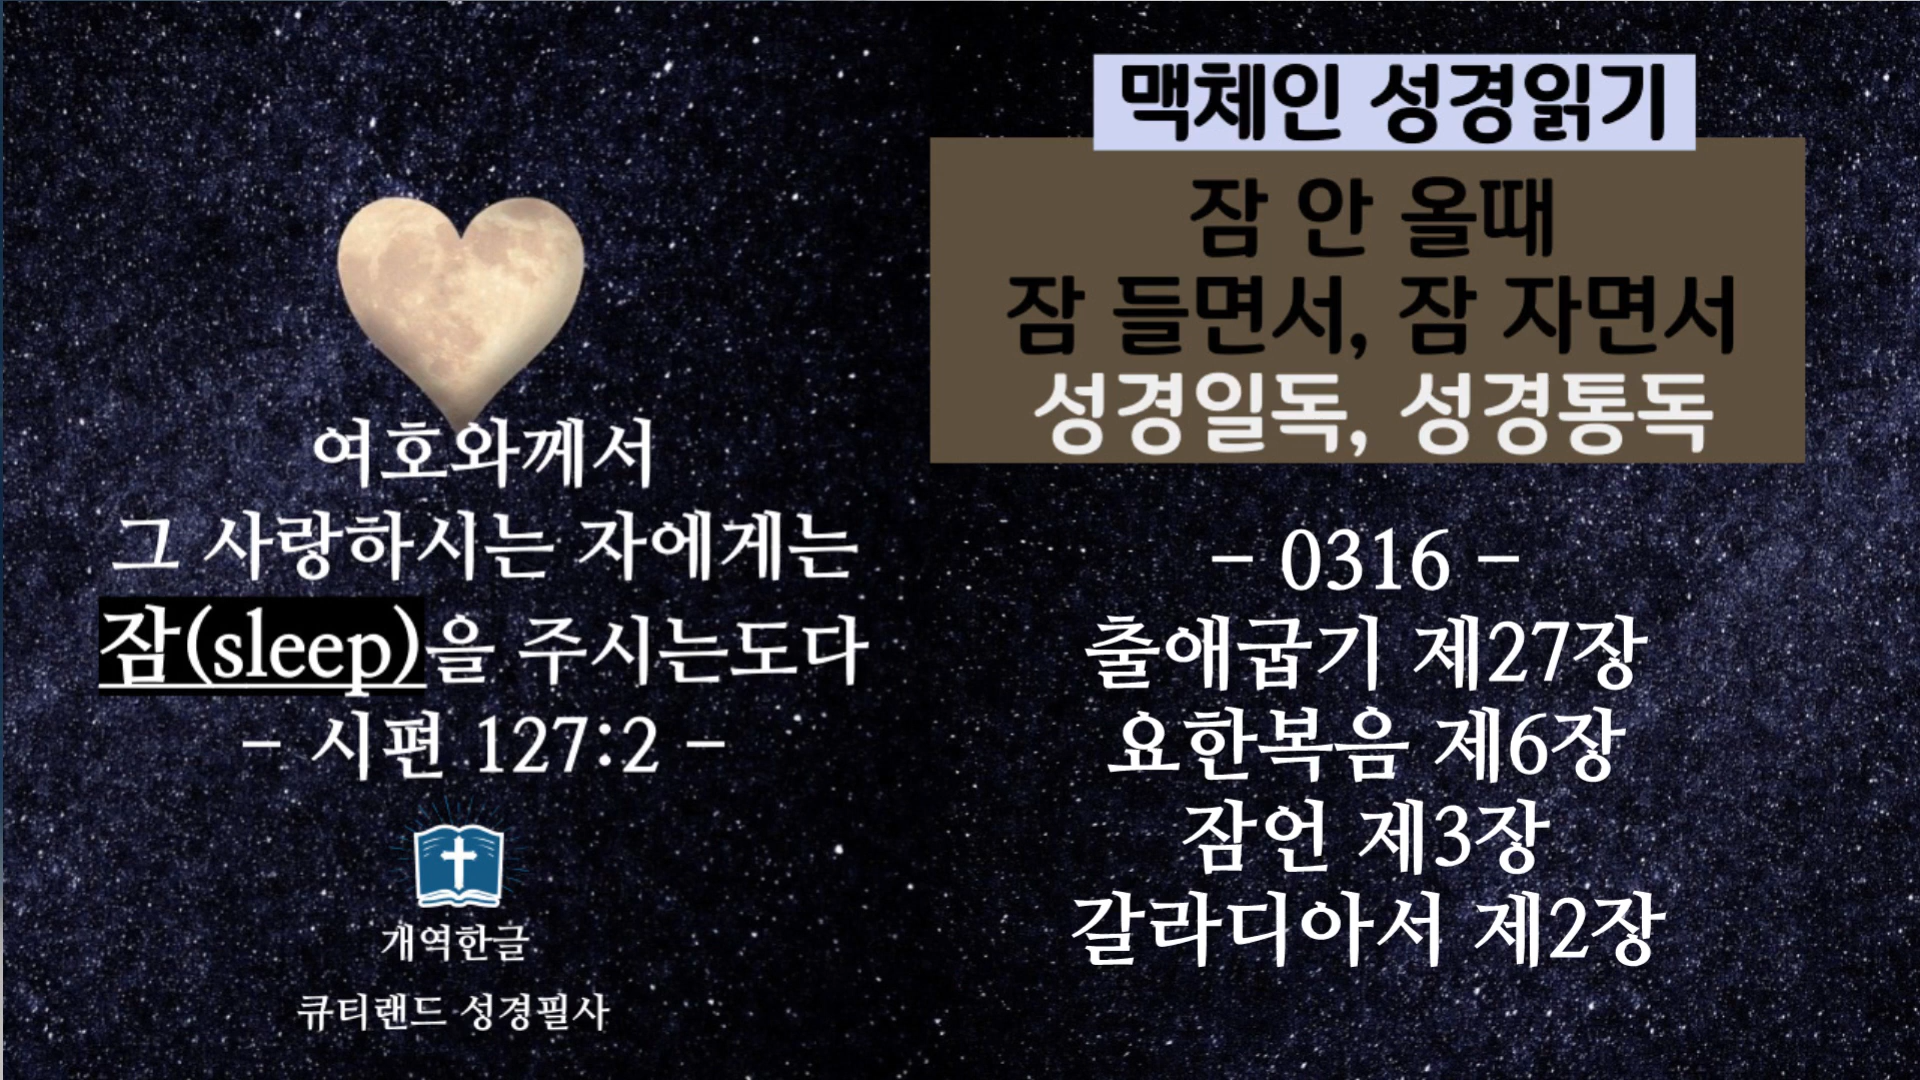 여호와께서
그 사랑하시는 자에게는
잠(sleep)을 주시는도다
- 시편 127:2 -
개역한글
큐티랜드 성경필사
맥체인 성경읽기
잠 안 올때
잠 들면서, 잠 자면서
성경일독, 성경통독
- 0316 -
출애굽기 제27장
요한복음 제6장
잠언 제3장
갈라디아서 제2장